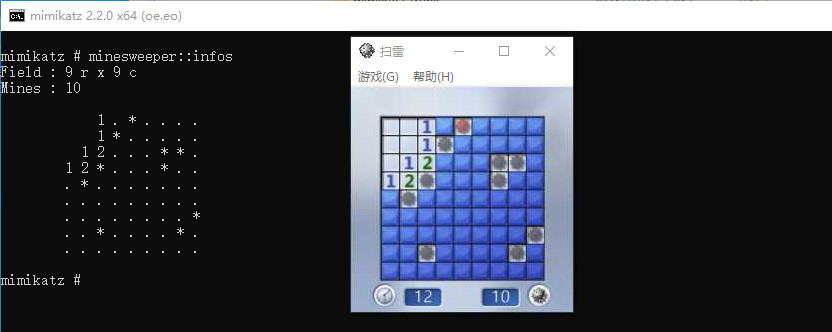 mimikatz 2.2.0 x64 (oe.eo)
mimikatz # minesweeper::infos
Field : 9 r x 9 c
Mines : 10
1 . * . . . .
1 * . . . . .
1 2 . . . * * .
1 2 * . . . * . .
. * . . . . . . .
. . . . . . . . .
. . . . . . . . *
. . * . . . . * .
. . . . . . . . .
mimikatz #
扫雷
游戏(G) 帮助(H)
1
1
1 2
1 2
12 10